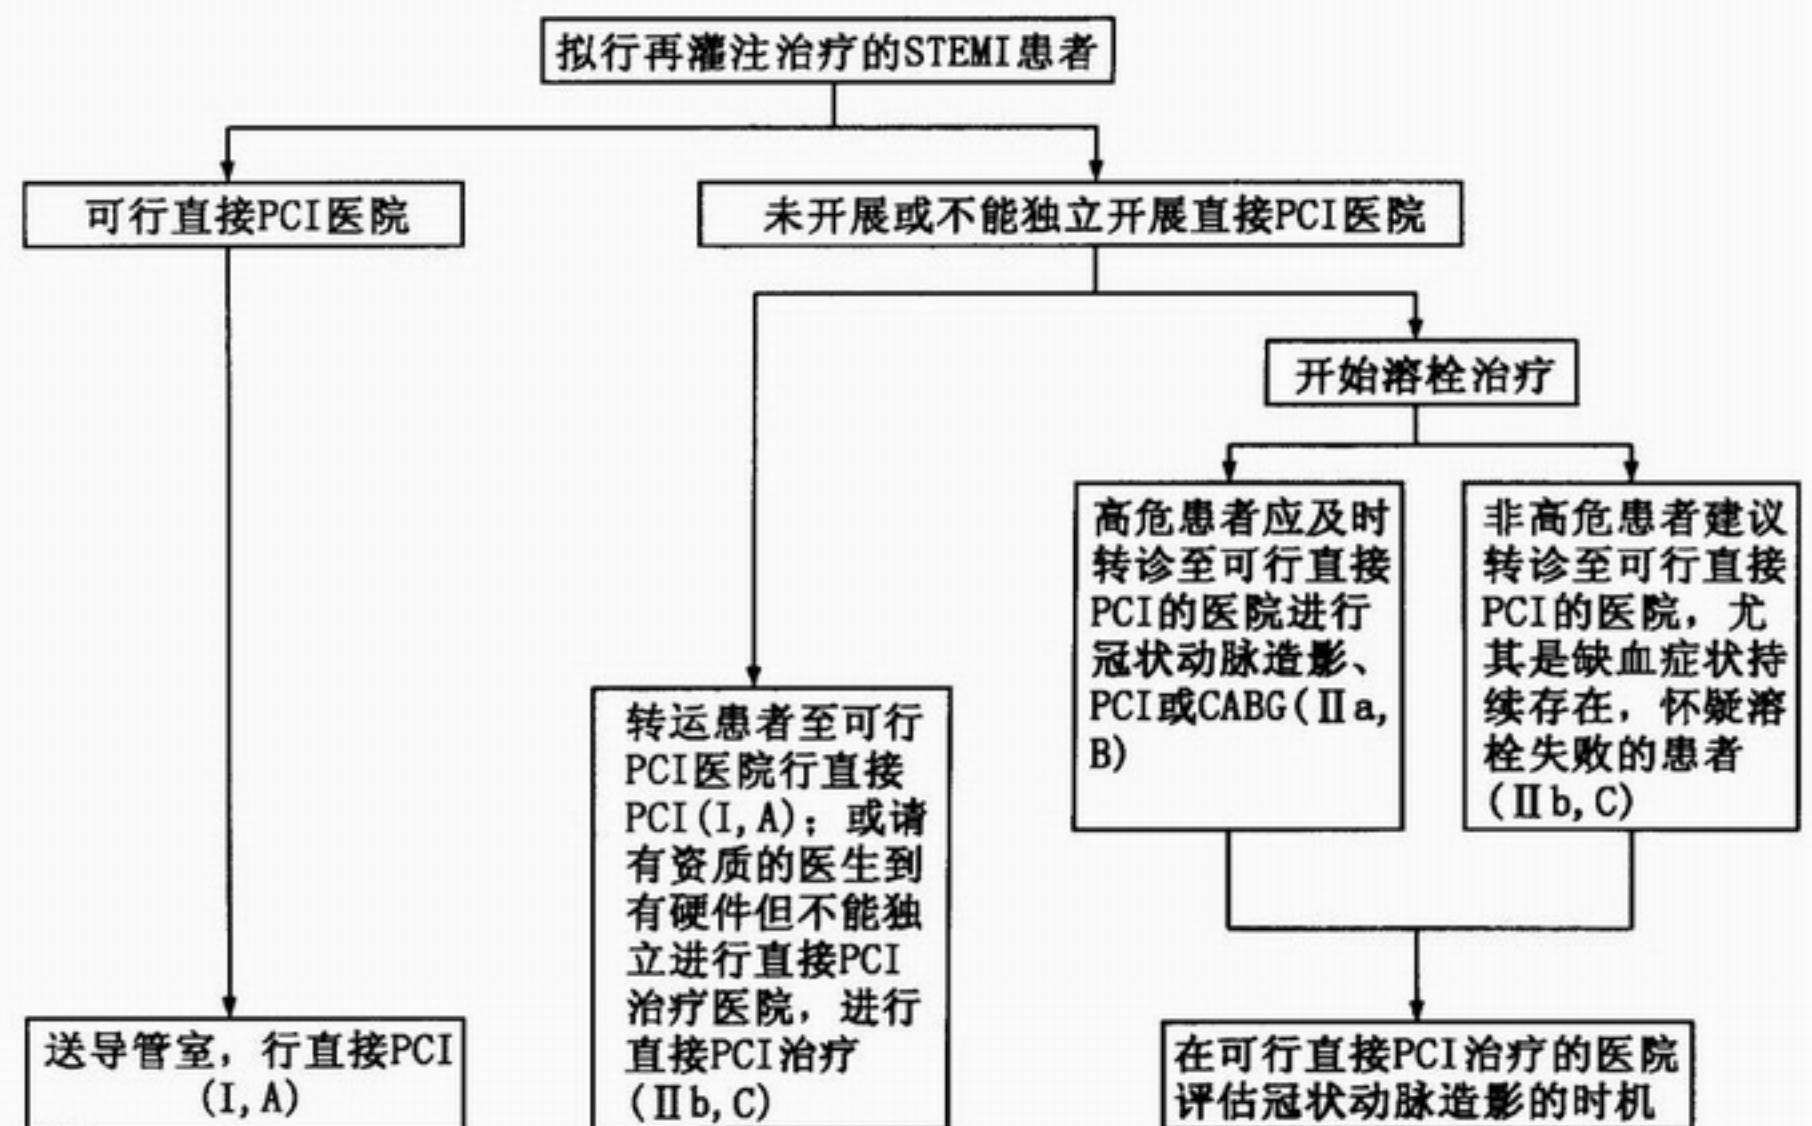 拟行再灌注治疗的STEMI患者
可行直接PCI医院
未开展或不能独立开展直接PCI医院
开始溶栓治疗
高危患者应及时
转诊至可行直接
PCI的医院进行
冠状动脉造影、
PCI或CABG(Ⅱa,
B)
非高危患者建议
转诊至可行直接
PCI的医院，尤
其是缺血症状持
续存在，怀疑溶
栓失败的患者
(Ⅱb,C)
转运患者至可行
PCI医院行直接
PCI(I,A)；或请
有资质的医生到
有硬件但不能独
立进行直接PCI
治疗医院，进行
直接PCI治疗
(Ⅱb,C)
送导管室，行直接PCI
(I,A)
在可行直接PCI治疗的医院
评估冠状动脉造影的时机